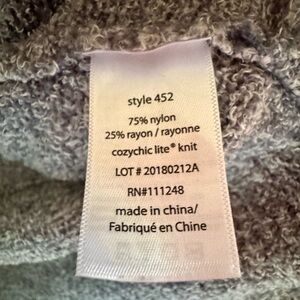 style 452
75% nylon
25% rayon / rayonne
cozychic lite® knit
LOT # 20180212A
RN#111248
made in china/
Fabriqué en Chine